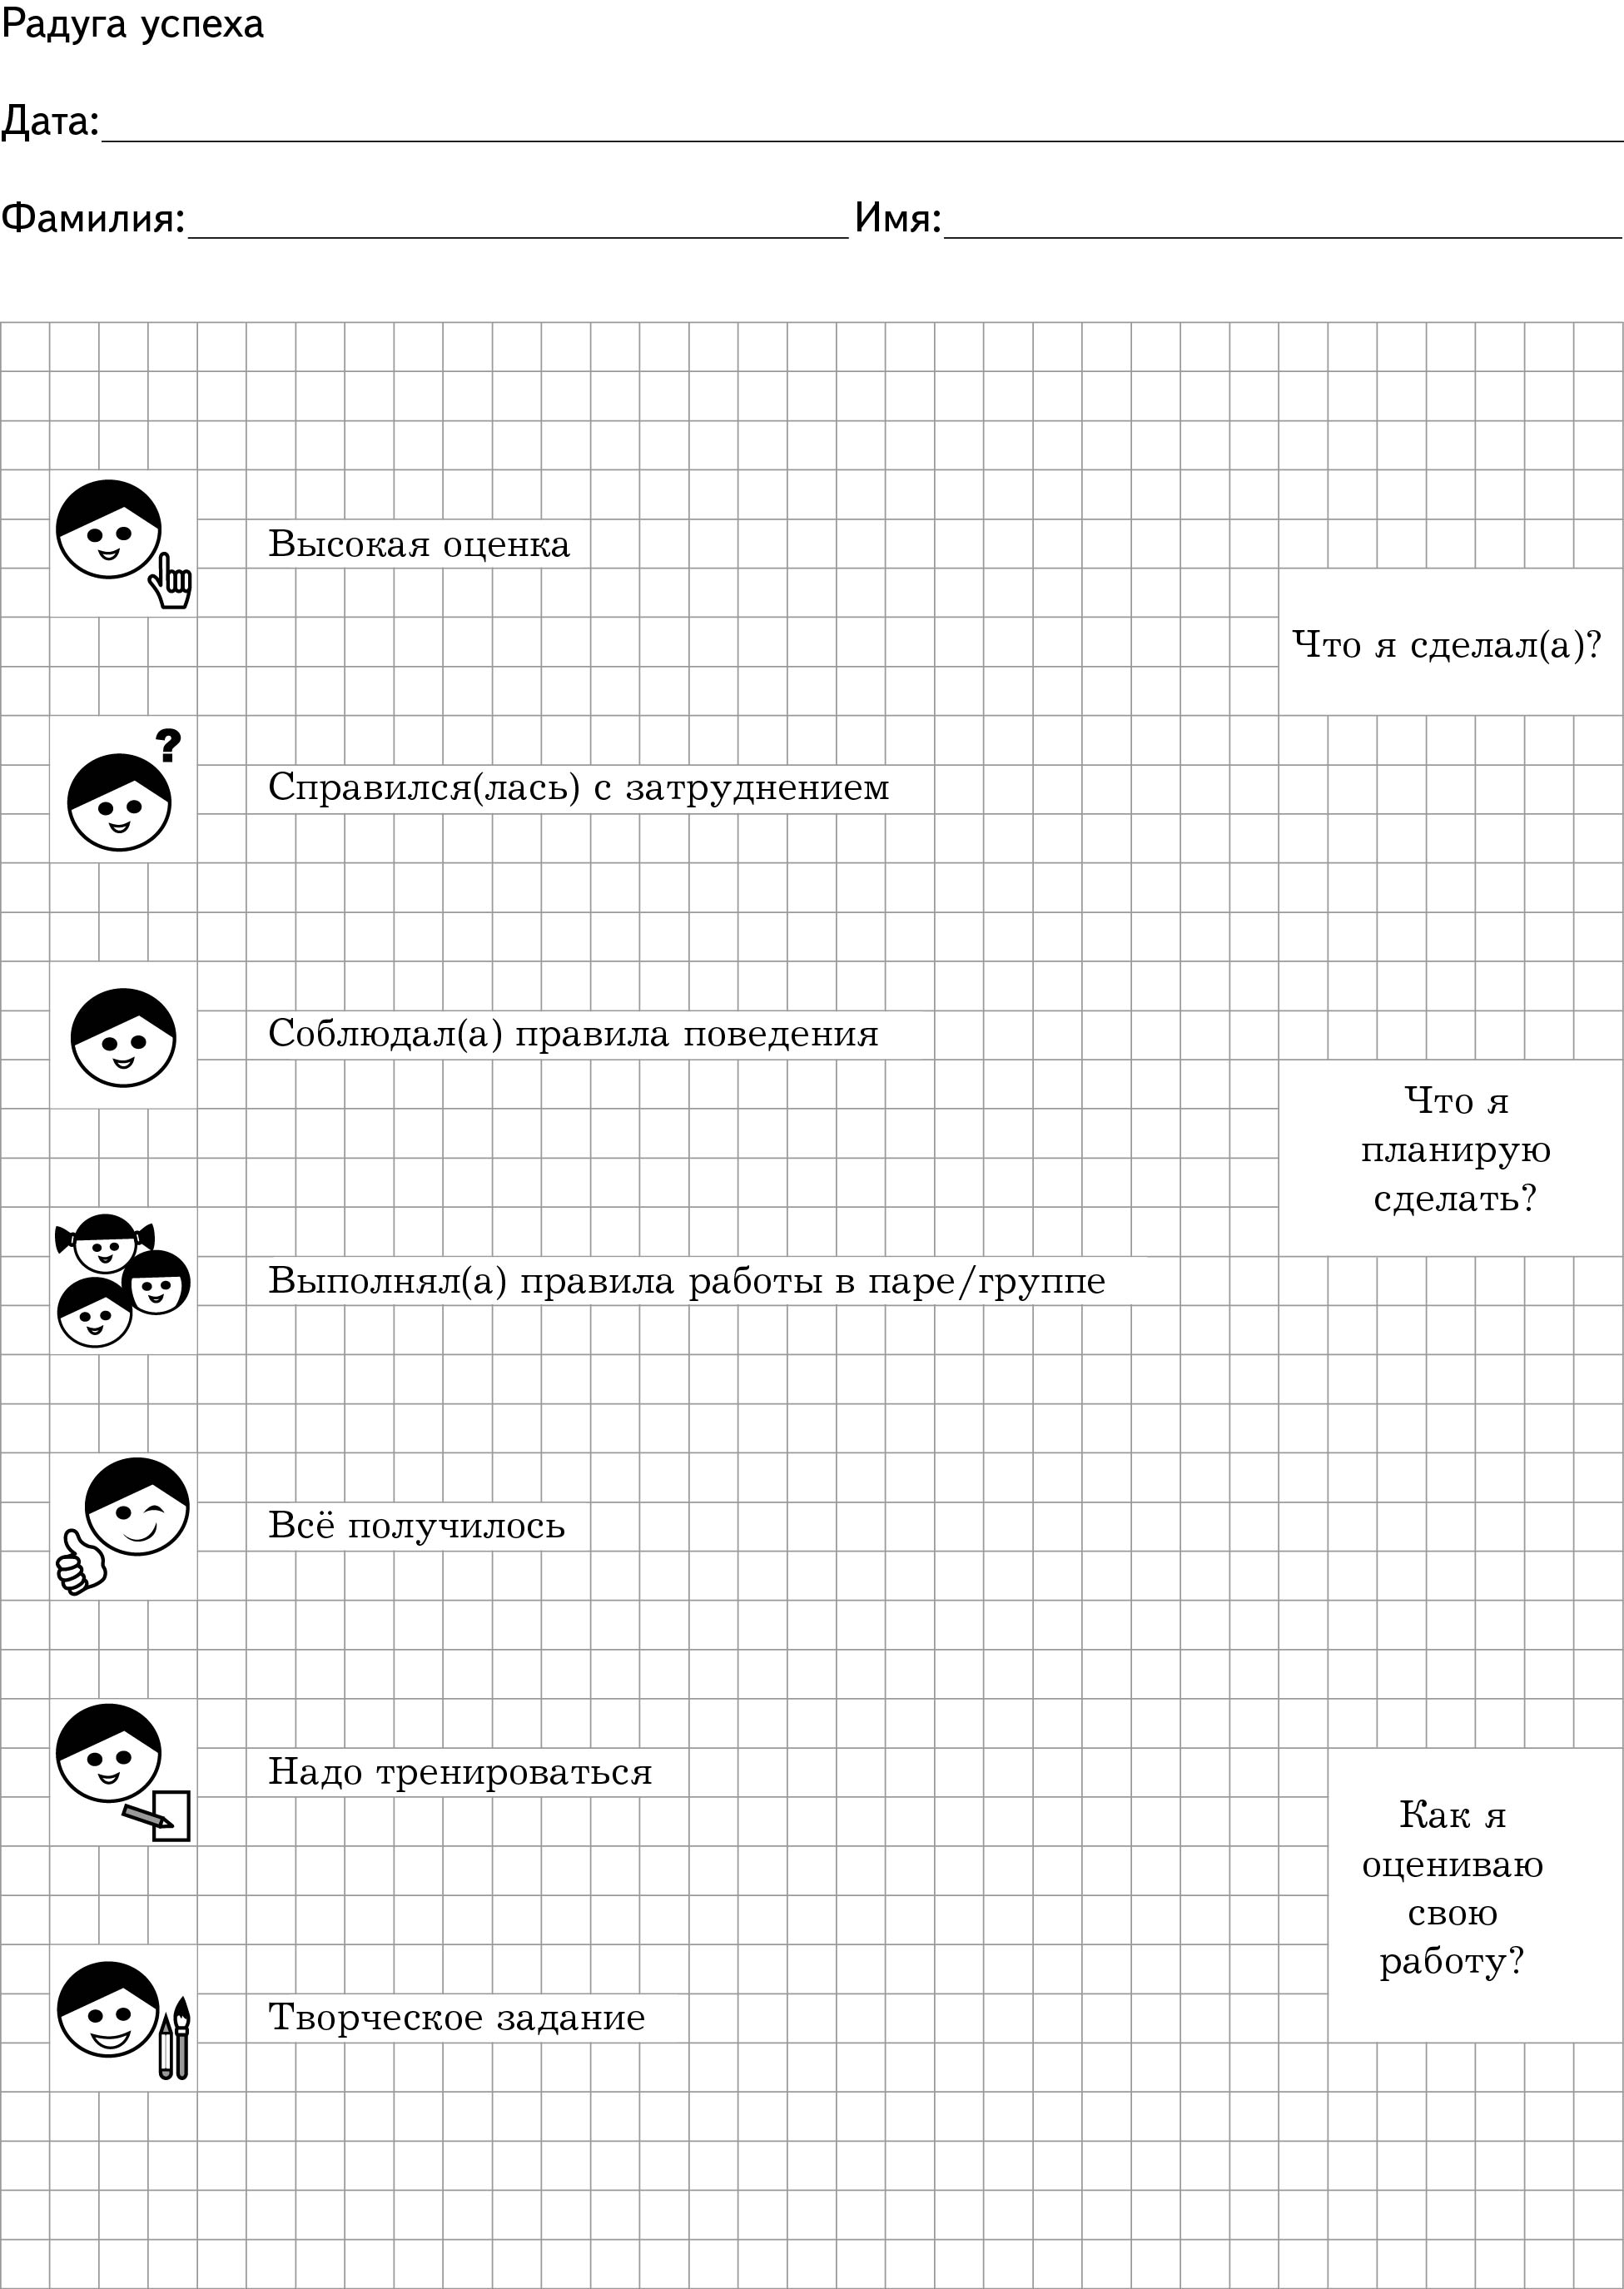 Радуга успеха
Дата:
Фамилия: Имя:
Высокая оценка
Что я сделал(а)?
?
Справился(лась) с затруднением
Соблюдал(а) правила поведения
Что я
планирую
сделать?
Выполнял(а) правила работы в паре/группе
Всё получилось
Надо тренироваться
Как я
оцениваю
свою
работу?
Творческое задание